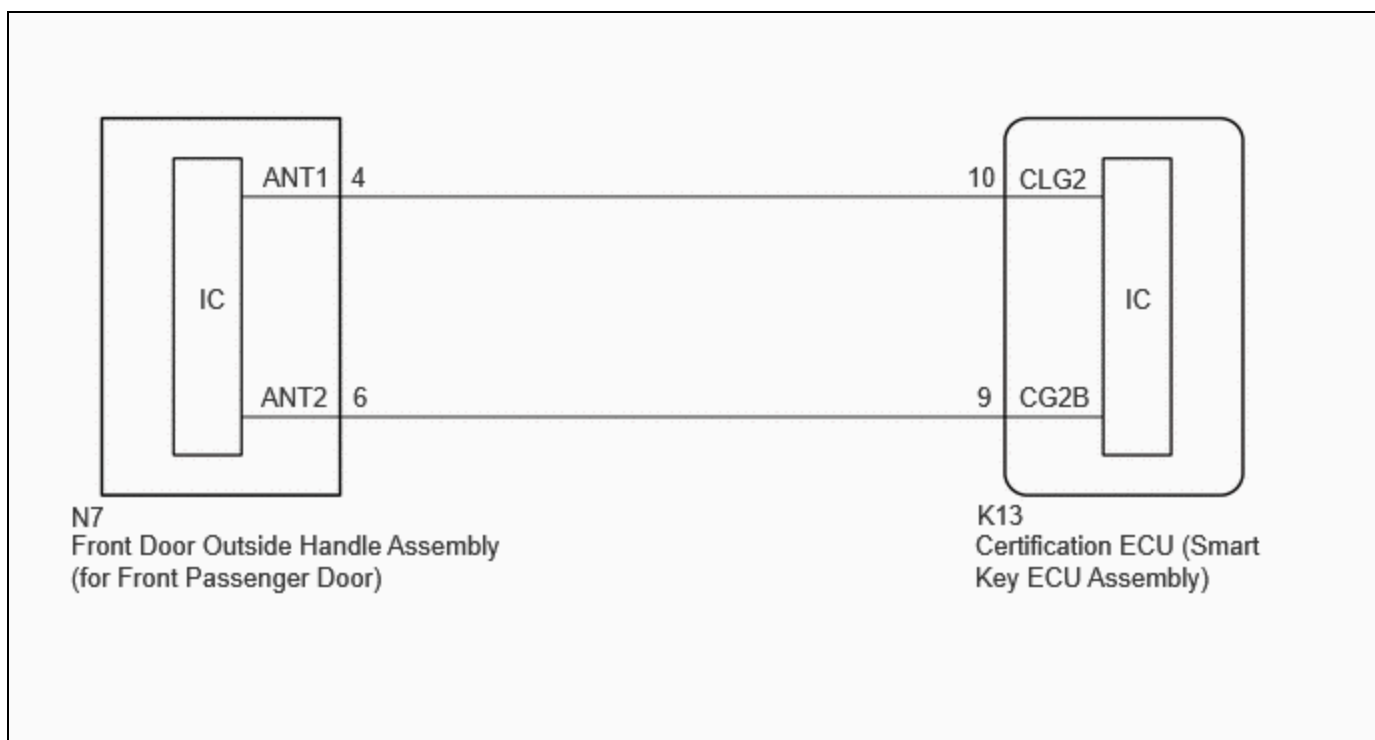 ANT1 4 10 CLG2
IC IC
ANT2 6 9 CG2B
N7
Front Door Outside Handle Assembly
(for Front Passenger Door)
K13
Certification ECU (Smart
Key ECU Assembly)